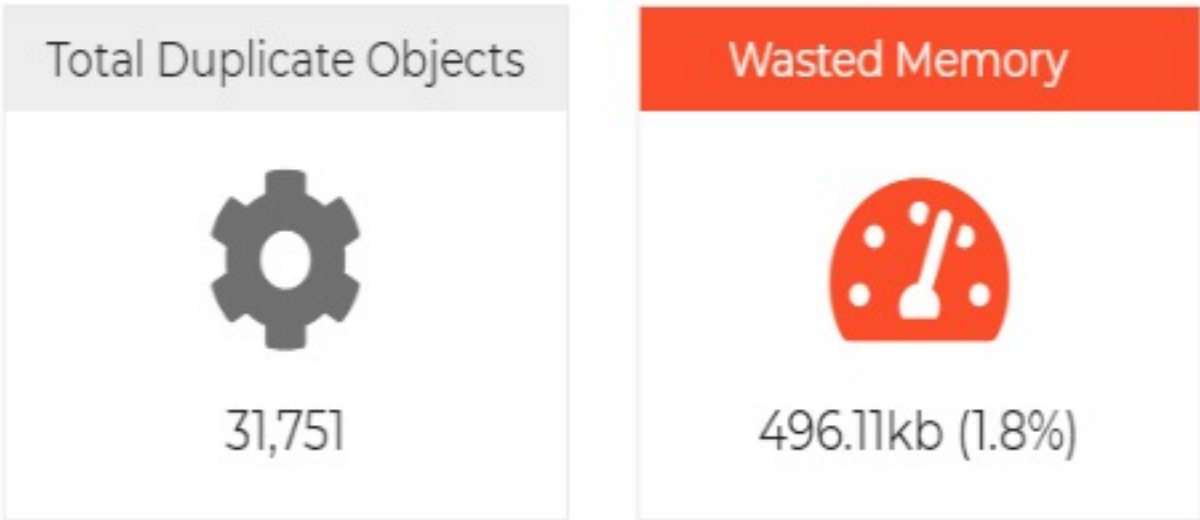 Total Duplicate Objects
31,751
Wasted Memory
496.11kb (1.8%)